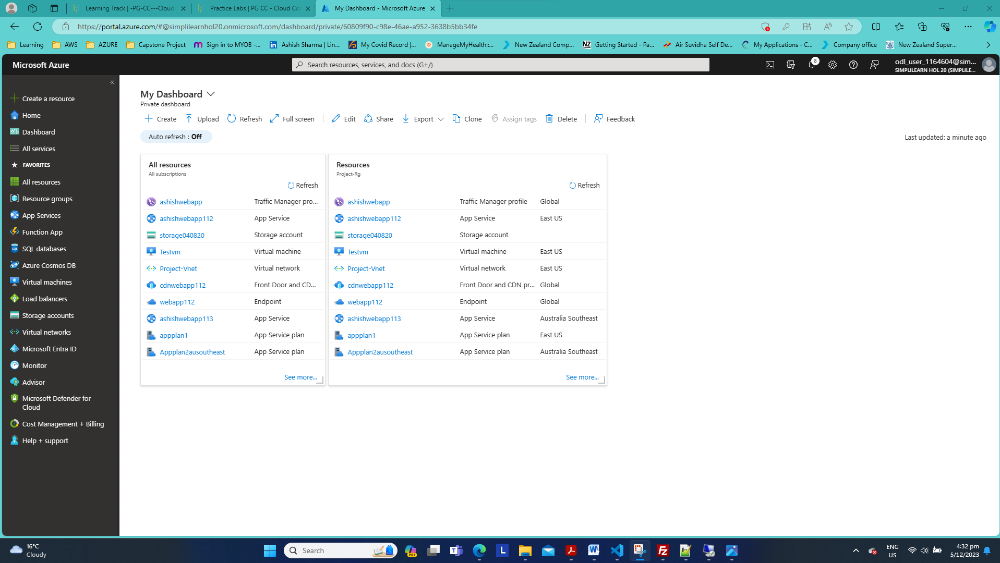 Learning Track | -PG-CC---Cloud-
Practice Labs | PG CC - Cloud Co
My Dashboard - Microsoft Azure
https://portal.azure.com/#@simplilearnhol20.onmicrosoft.com/dashboard/private/60809f90-c98e-46ae-a952-3638b5bb34fe
Learning
AWS
AZURE
Capstone Project
Sign in to MYOB -...
Ashish Sharma | Lin...
My Covid Record |...
ManageMyHealth::...
New Zealand Comp...
NZ
Getting Started - Pa...
Air Suvidha Self De...
My Applications - C...
Company office
New Zealand Super...
Microsoft Azure
Search resources, services, and docs (G+/)
8
odl_user_1164604@sim...
SIMPLILEARN HOL 20 (SIMPLILE...
Create a resource
Home
Dashboard
All services
FAVORITES
All resources
Resource groups
App Services
Function App
SQL databases
Azure Cosmos DB
Virtual machines
Load balancers
Storage accounts
Virtual networks
Microsoft Entra ID
Monitor
Advisor
Microsoft Defender for
Cloud
Cost Management + Billing
Help + support
My Dashboard
Private dashboard
Create
Upload
Refresh
Full screen
Edit
Share
Export
Clone
Assign tags
Delete
Feedback
Auto refresh : Off
Last updated: a minute ago
All resources
All subscriptions
Refresh
ashishwebapp Traffic Manager pro...
ashishwebapp112 App Service
storage040820 Storage account
Testvm Virtual machine
Project-Vnet Virtual network
cdnwebapp112 Front Door and CD...
webapp112 Endpoint
ashishwebapp113 App Service
appplan1 App Service plan
Appplan2ausoutheast App Service plan
See more...
Resources
Project-Rg
Refresh
ashishwebapp Traffic Manager profile Global
ashishwebapp112 App Service East US
storage040820 Storage account
Testvm Virtual machine East US
Project-Vnet Virtual network East US
cdnwebapp112 Front Door and CDN pr... Global
webapp112 Endpoint Global
ashishwebapp113 App Service Australia Southeast
appplan1 App Service plan East US
Appplan2ausoutheast App Service plan Australia Southeast
See more...
16°C
Cloudy
Search
PRE
L
ENG
US
4:32 pm
5/12/2023